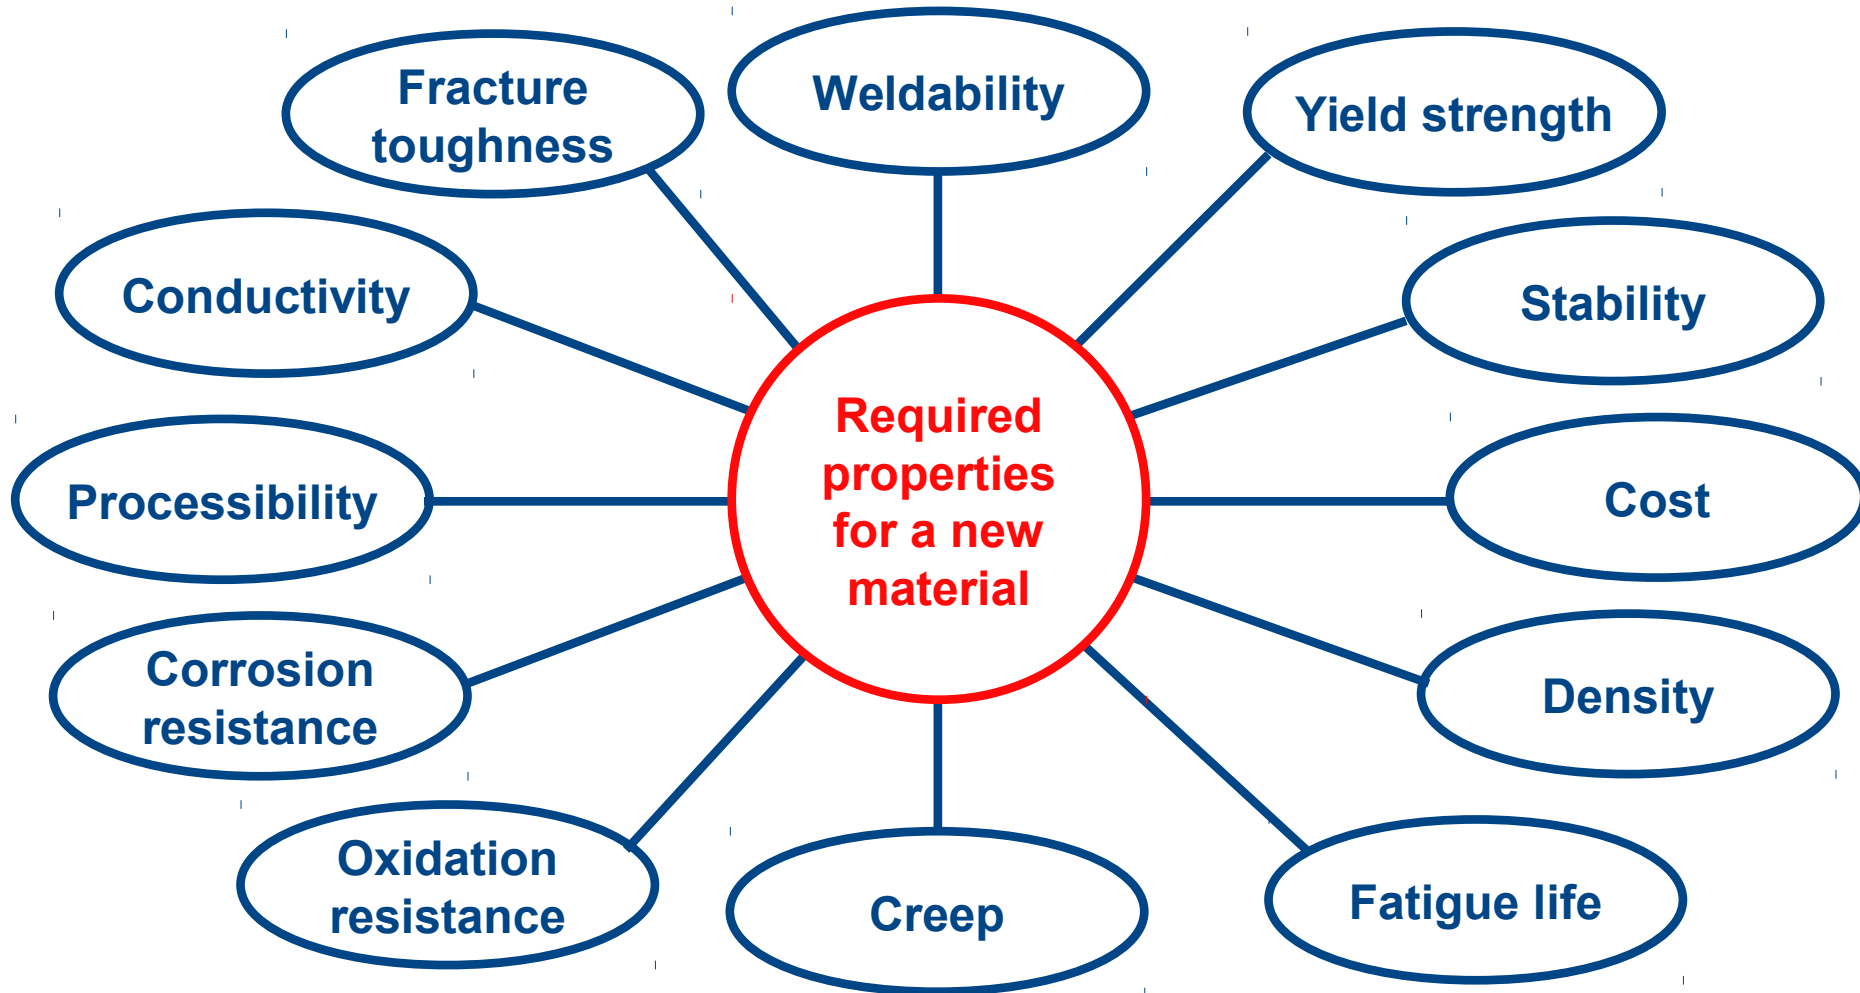 Fracture
toughness
Weldability
Yield strength
Conductivity
Stability
Required
properties
for a new
material
Processibility
Cost
Corrosion
resistance
Density
Oxidation
resistance
Creep
Fatigue life